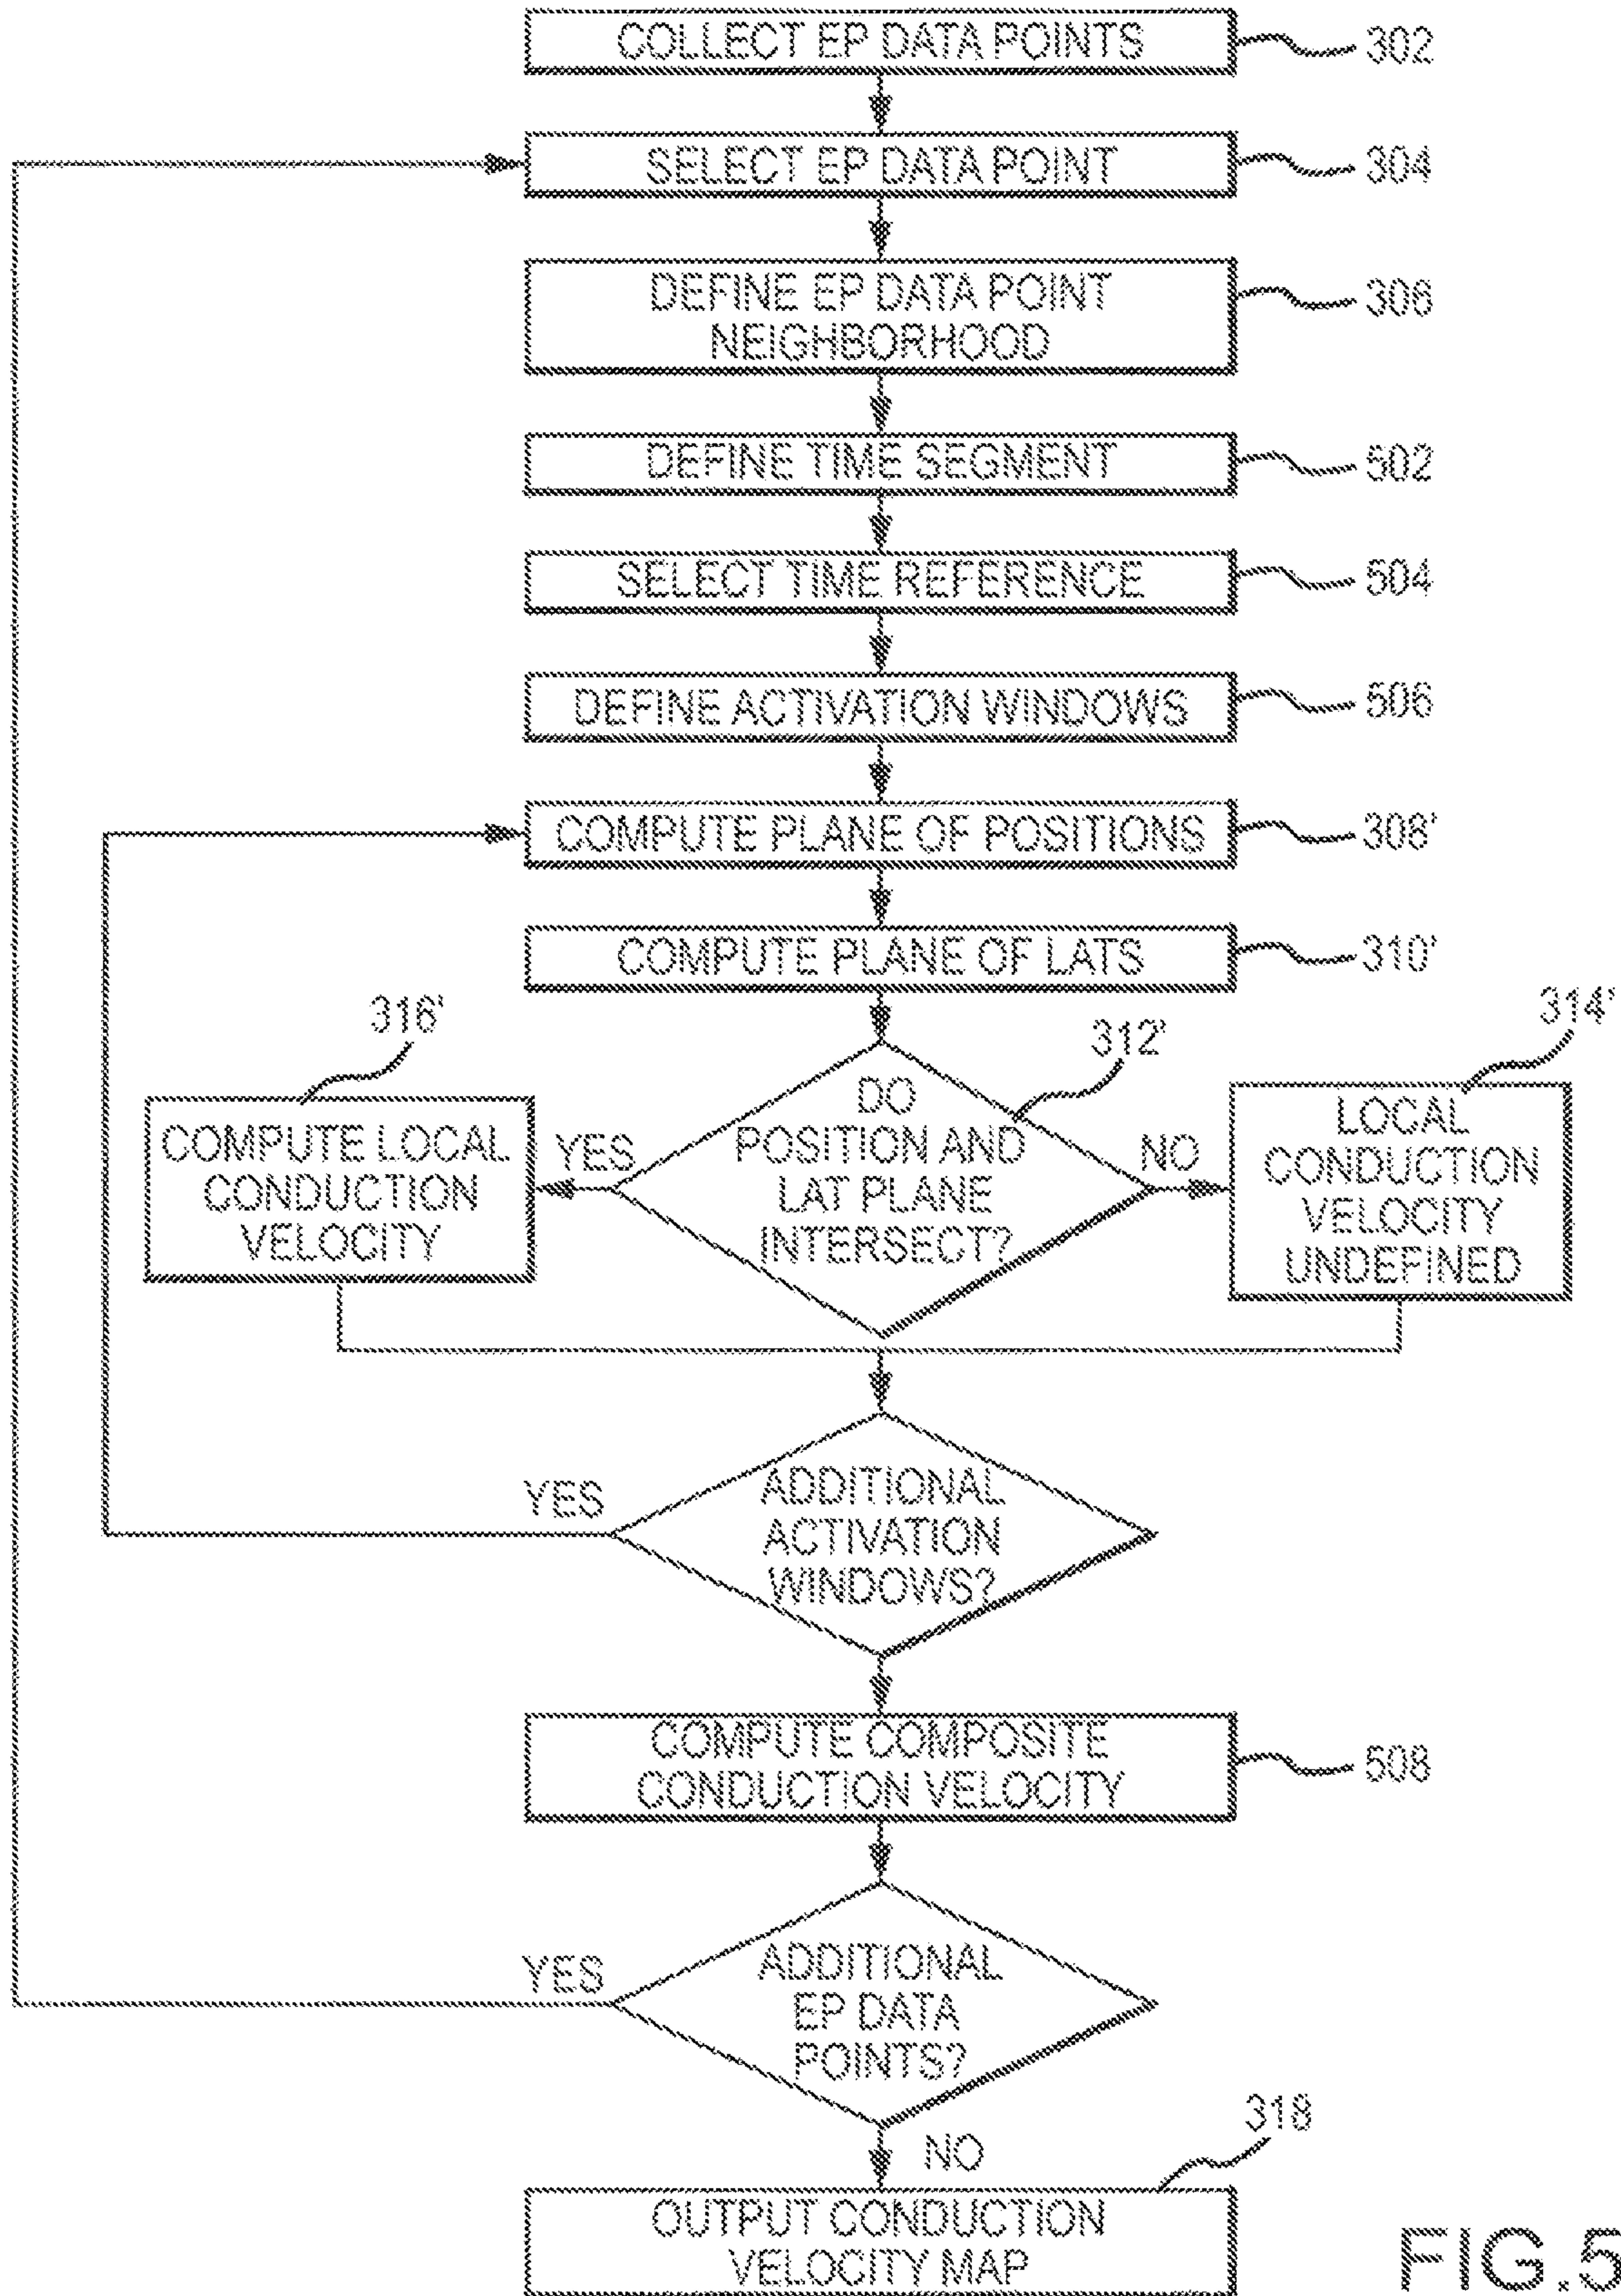 COLLECT EP DATA POINTS
302
SELECT EP DATA POINT
304
DEFINE EP DATA POINT
NEIGHBORHOOD
306
DEFINE TIME SEGMENT
502
SELECT TIME REFERENCE
504
DEFINE ACTIVATION WINDOWS
506
COMPUTE PLANE OF POSITIONS
308'
COMPUTE PLANE OF LATS
310'
316'
312'
314'
COMPUTE LOCAL
CONDUCTION
VELOCITY
YES
DO
POSITION AND
LAT PLANE
INTERSECT?
NO
LOCAL
CONDUCTION
VELOCITY
UNDEFINED
YES
ADDITIONAL
ACTIVATION
WINDOWS?
COMPUTE COMPOSITE
CONDUCTION VELOCITY
508
YES
ADDITIONAL
EP DATA
POINTS?
NO
318
OUTPUT CONDUCTION
VELOCITY MAP
FIG.5